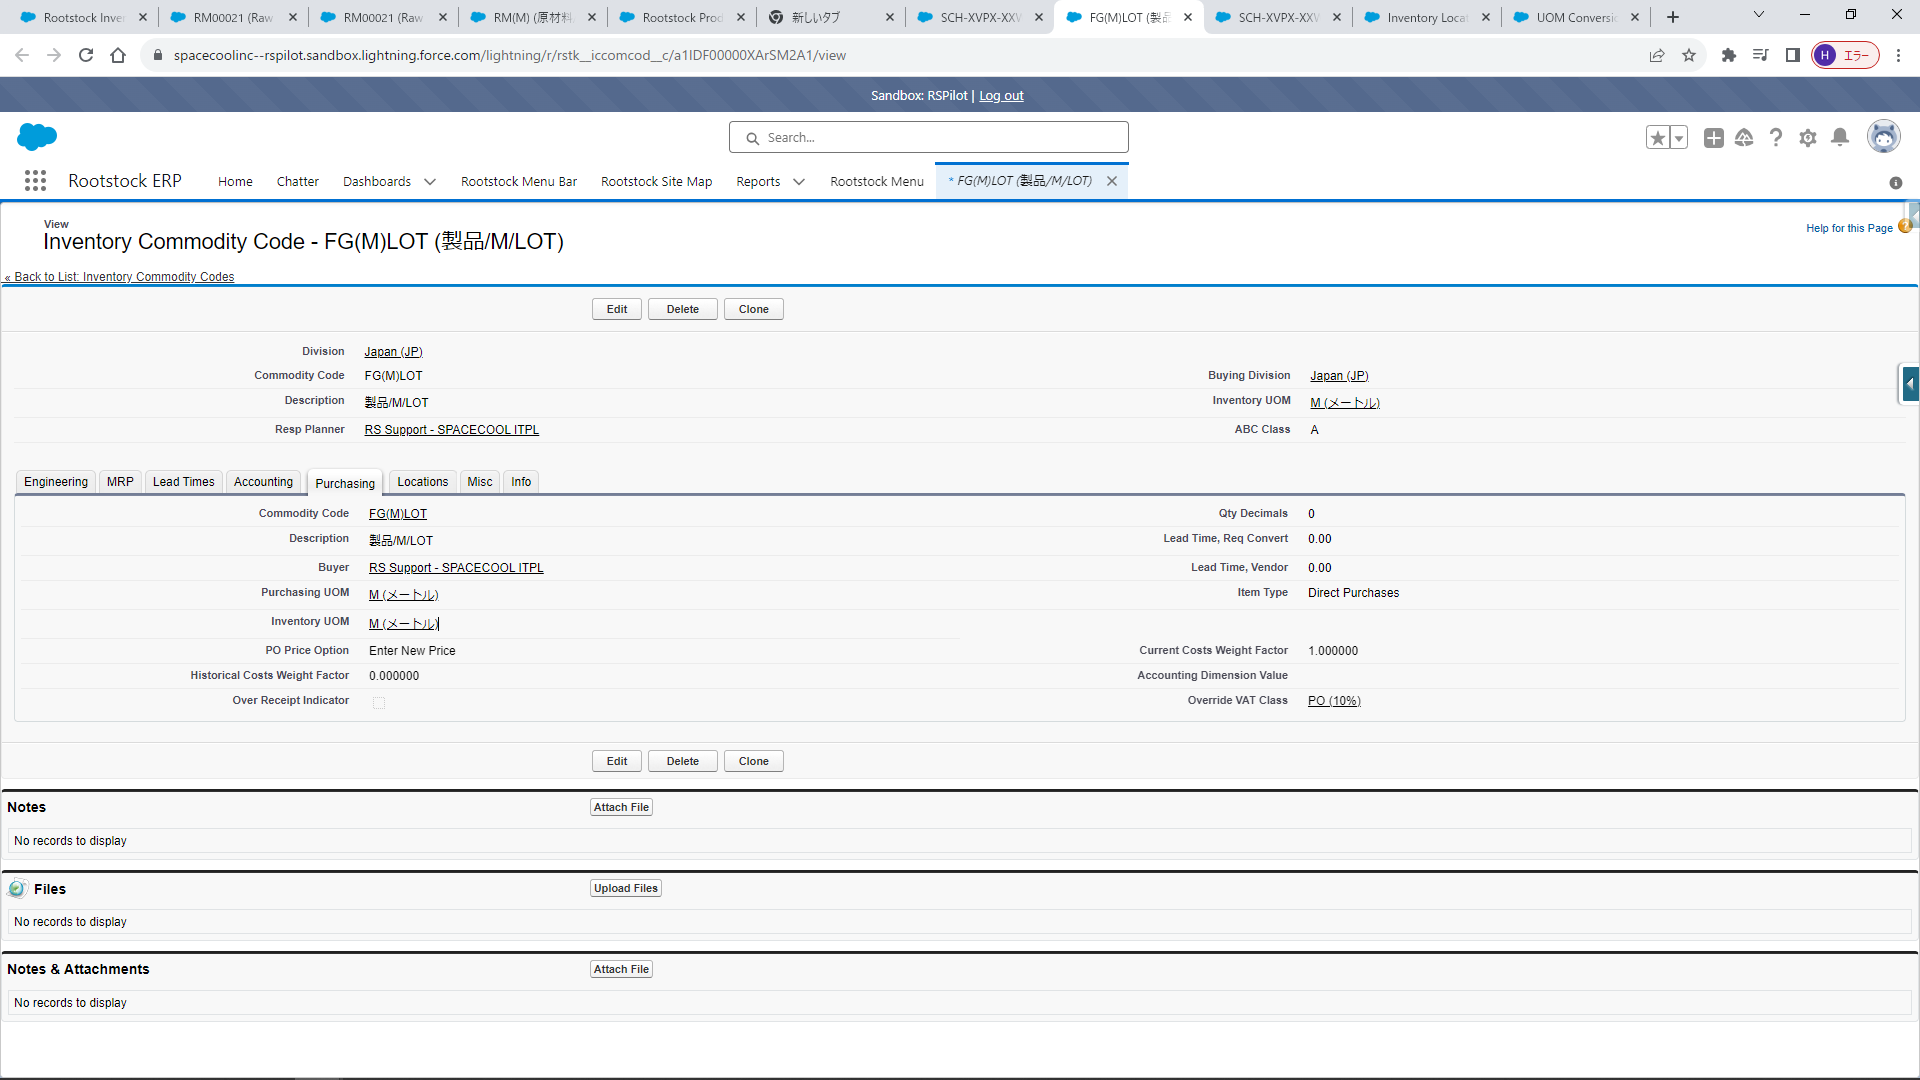 Rootstock Inver
RM00021 (Raw
RM00021 (Raw
RM(M) (原材料
Rootstock Prod
新しいタブ
SCH-XVPX-XXV
FG(M)LOT (製品
SCH-XVPX-XXV
Inventory Locat
UOM Conversic
spacecoolinc--rspilot.sandbox.lightning.force.com/lightning/r/rstk__iccomcod__c/a1IDF00000XArSM2A1/view
H エラー
Sandbox: RSPilot | Log out
Search...
Rootstock ERP
Home
Chatter
Dashboards
Rootstock Menu Bar
Rootstock Site Map
Reports
Rootstock Menu
* FG(M)LOT (製品/M/LOT)
View
Inventory Commodity Code - FG(M)LOT (製品/M/LOT)
Help for this Page
« Back to List: Inventory Commodity Codes
Edit Delete Clone
Division Japan (JP)
Commodity Code FG(M)LOT
Buying Division Japan (JP)
Description 製品/M/LOT
Inventory UOM M (メートル)
Resp Planner RS Support - SPACECOOL ITPL
ABC Class A
Engineering MRP Lead Times Accounting Purchasing Locations Misc Info
Commodity Code FG(M)LOT
Qty Decimals 0
Description 製品/M/LOT
Lead Time, Req Convert 0.00
Buyer RS Support - SPACECOOL ITPL
Lead Time, Vendor 0.00
Purchasing UOM M (メートル)
Item Type Direct Purchases
Inventory UOM M (メートル)
PO Price Option Enter New Price
Current Costs Weight Factor 1.000000
Historical Costs Weight Factor 0.000000
Accounting Dimension Value
Over Receipt Indicator
Override VAT Class PO (10%)
Edit Delete Clone
Notes Attach File
No records to display
Files Upload Files
No records to display
Notes & Attachments Attach File
No records to display